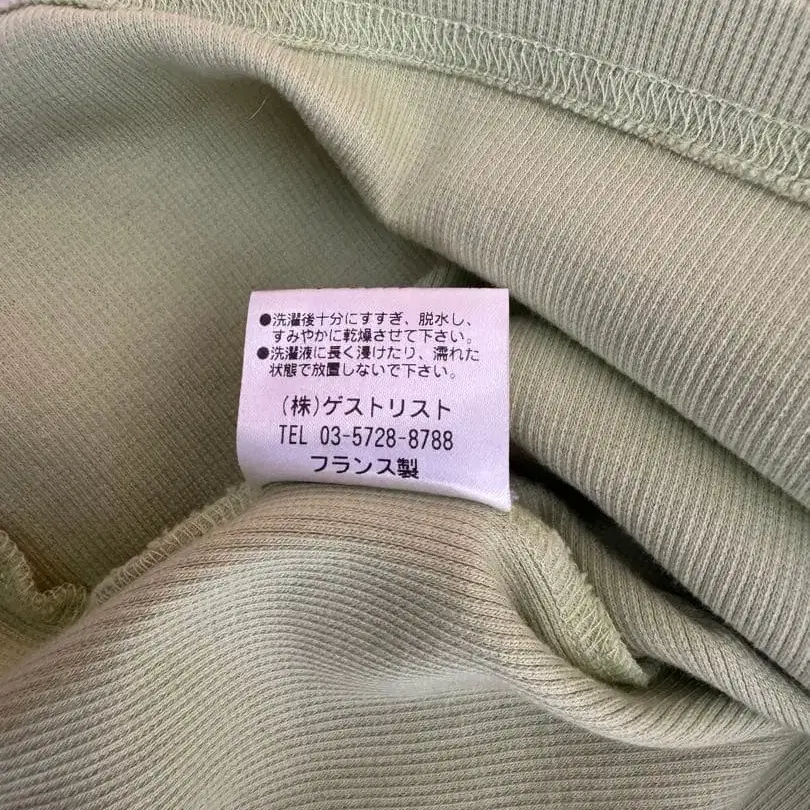 ●洗濯後十分にすすぎ、脱水し、
すみやかに乾燥させて下さい。
●洗濯液に長く浸けたり、濡れた
状態で放置しないで下さい。
(株)ゲストリスト
TEL 03-5728-8788
フランス製